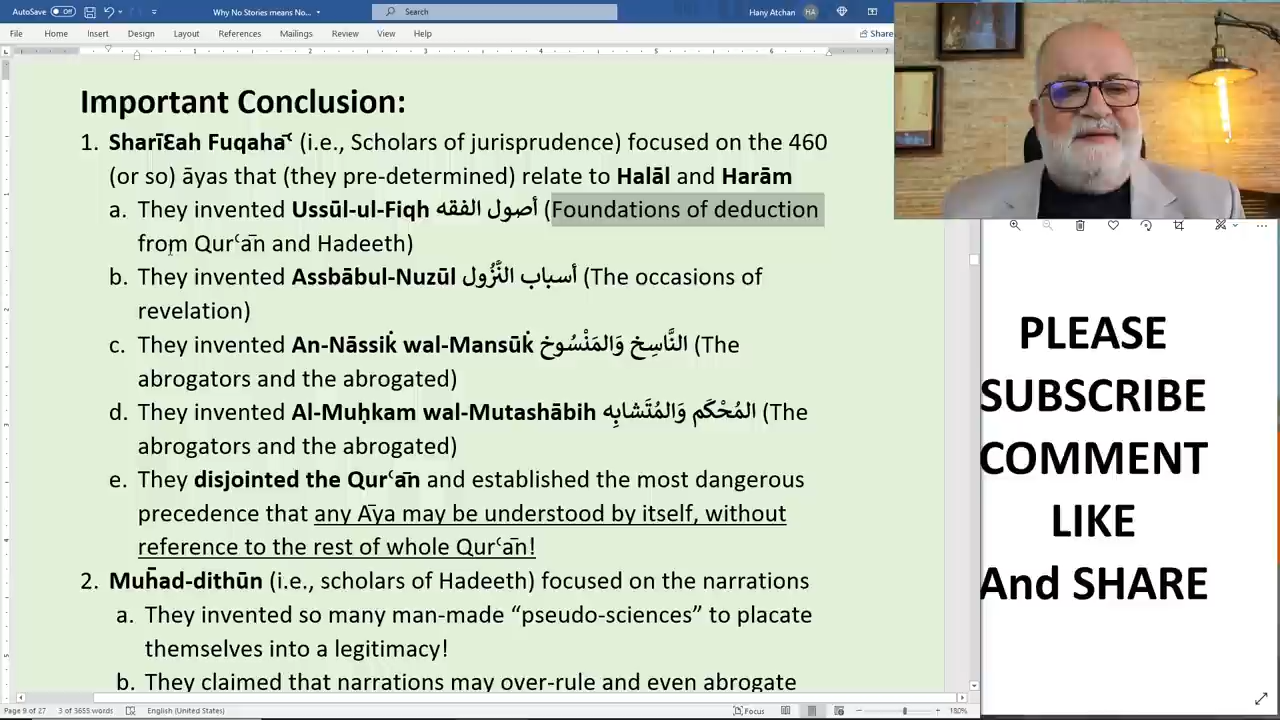 AutoSave Off Why No Stories means No... Search Hany Atchan HA
File Home Insert Draw Design Layout References Mailings Review View Help Share
Important Conclusion:
1. SharīƐah Fuqahāʿ (i.e., Scholars of jurisprudence) focused on the 460
(or so) āyas that (they pre-determined) relate to Halāl and Harām
a. They invented Ussūl-ul-Fiqh أصول الفقه (Foundations of deduction
from Qurʿān and Hadeeth)
b. They invented Assbābul-Nuzūl أسباب النَّزُول (The occasions of
revelation)
c. They invented An-Nāssiḱ wal-Mansūḱ النَّاسِخ وَالمَنْسُوخ (The
abrogators and the abrogated)
d. They invented Al-Muḥkam wal-Mutashābih المُحْكَم وَالمُتَشابِه (The
abrogators and the abrogated)
e. They disjointed the Qurʿān and established the most dangerous
precedence that any Āya may be understood by itself, without
reference to the rest of whole Qurʿān!
2. Muh̄ad-dithūn (i.e., scholars of Hadeeth) focused on the narrations
a. They invented so many man-made “pseudo-sciences” to placate
themselves into a legitimacy!
b. They claimed that narrations may over-rule and even abrogate
PLEASE
SUBSCRIBE
COMMENT
LIKE
And SHARE
Page 9 of 27 3 of 3655 words English (United States) Focus 180%